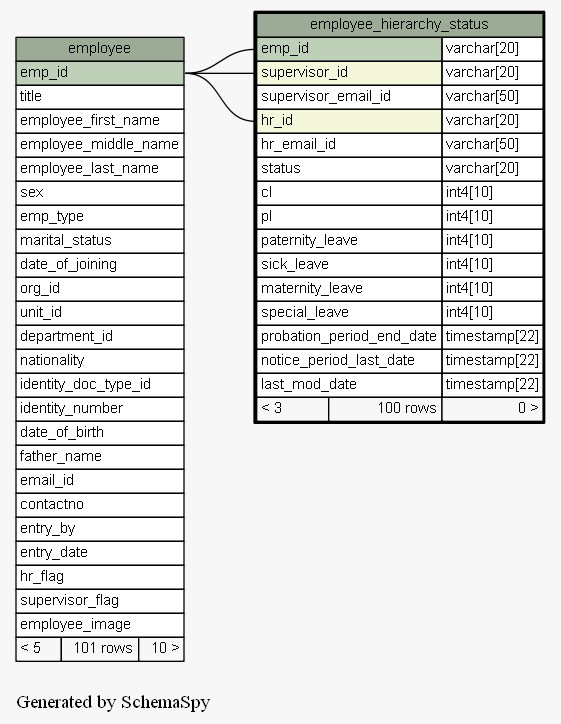 employee
emp_id
title
employee_first_name
employee_middle_name
employee_last_name
sex
emp_type
marital_status
date_of_joining
org_id
unit_id
department_id
nationality
identity_doc_type_id
identity_number
date_of_birth
father_name
email_id
contactno
entry_by
entry_date
hr_flag
supervisor_flag
employee_image
< 5 101 rows 10 >
employee_hierarchy_status
emp_id varchar[20]
supervisor_id varchar[20]
supervisor_email_id varchar[50]
hr_id varchar[20]
hr_email_id varchar[50]
status varchar[20]
cl int4[10]
pl int4[10]
paternity_leave int4[10]
sick_leave int4[10]
maternity_leave int4[10]
special_leave int4[10]
probation_period_end_date timestamp[22]
notice_period_last_date timestamp[22]
last_mod_date timestamp[22]
< 3 100 rows 0 >
Generated by SchemaSpy